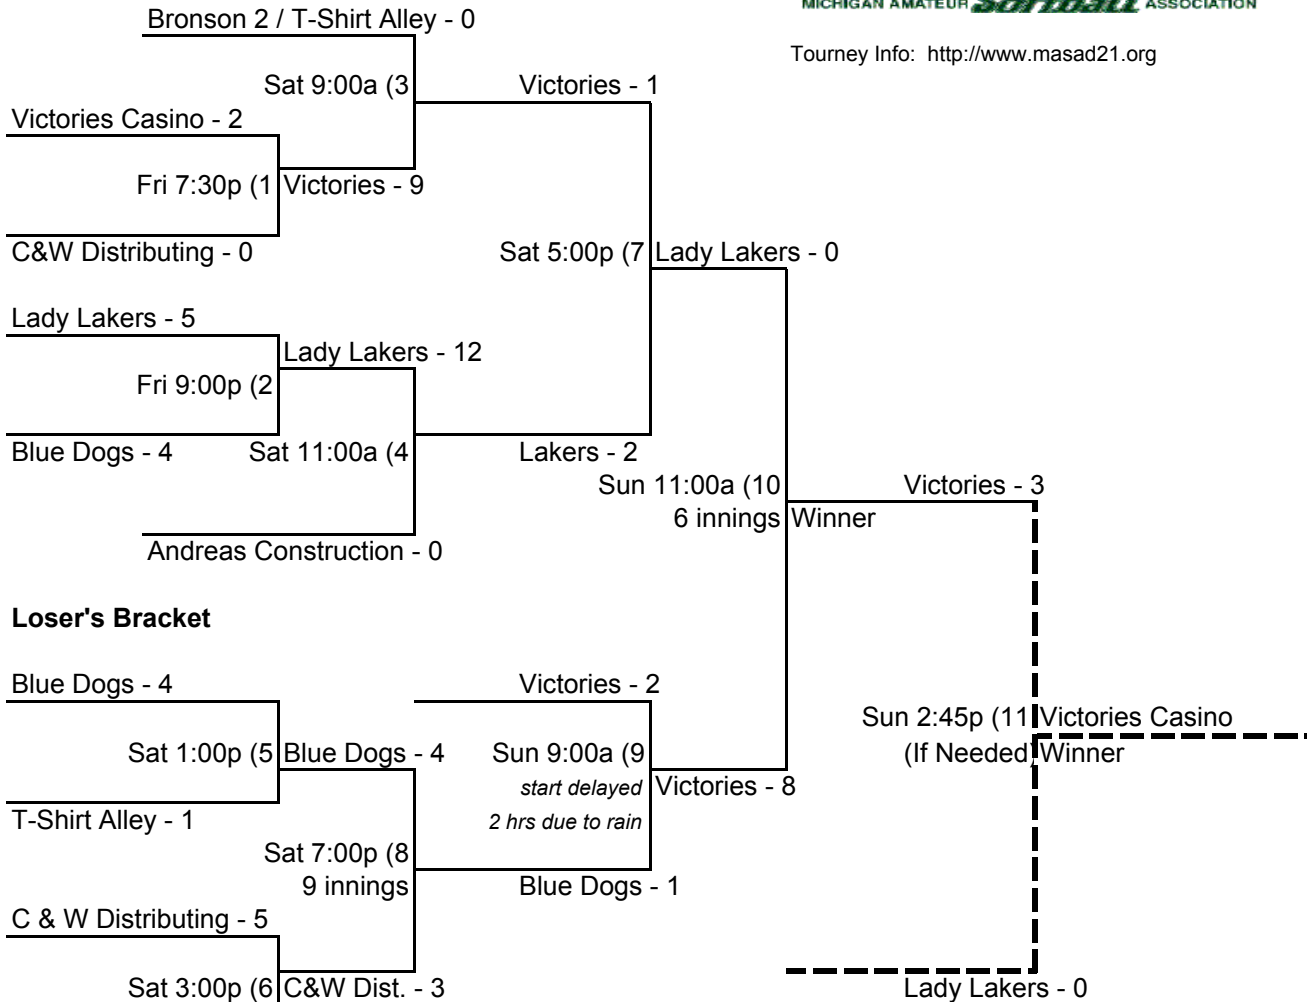 MICHIGAN AMATEUR Softball ASSOCIATION
Bronson 2 / T-Shirt Alley - 0
Tourney Info:  http://www.masad21.org
Sat 9:00a (3
Victories - 1
Victories Casino - 2
Fri 7:30p (1
Victories - 9
C&W Distributing - 0
Sat 5:00p (7
Lady Lakers - 0
Lady Lakers - 5
Lady Lakers - 12
Fri 9:00p (2
Blue Dogs - 4
Sat 11:00a (4
Lakers - 2
Sun 11:00a (10
6 innings
Victories - 3
Winner
Andreas Construction - 0
Loser's Bracket
Blue Dogs - 4
Victories - 2
Sat 1:00p (5
Blue Dogs - 4
Sun 9:00a (9
start delayed
2 hrs due to rain
Victories - 8
Sun 2:45p (11
(If Needed)
Victories Casino
Winner
T-Shirt Alley - 1
Sat 7:00p (8
9 innings
Blue Dogs - 1
C & W Distributing - 5
Sat 3:00p (6
C&W Dist. - 3
Lady Lakers - 0